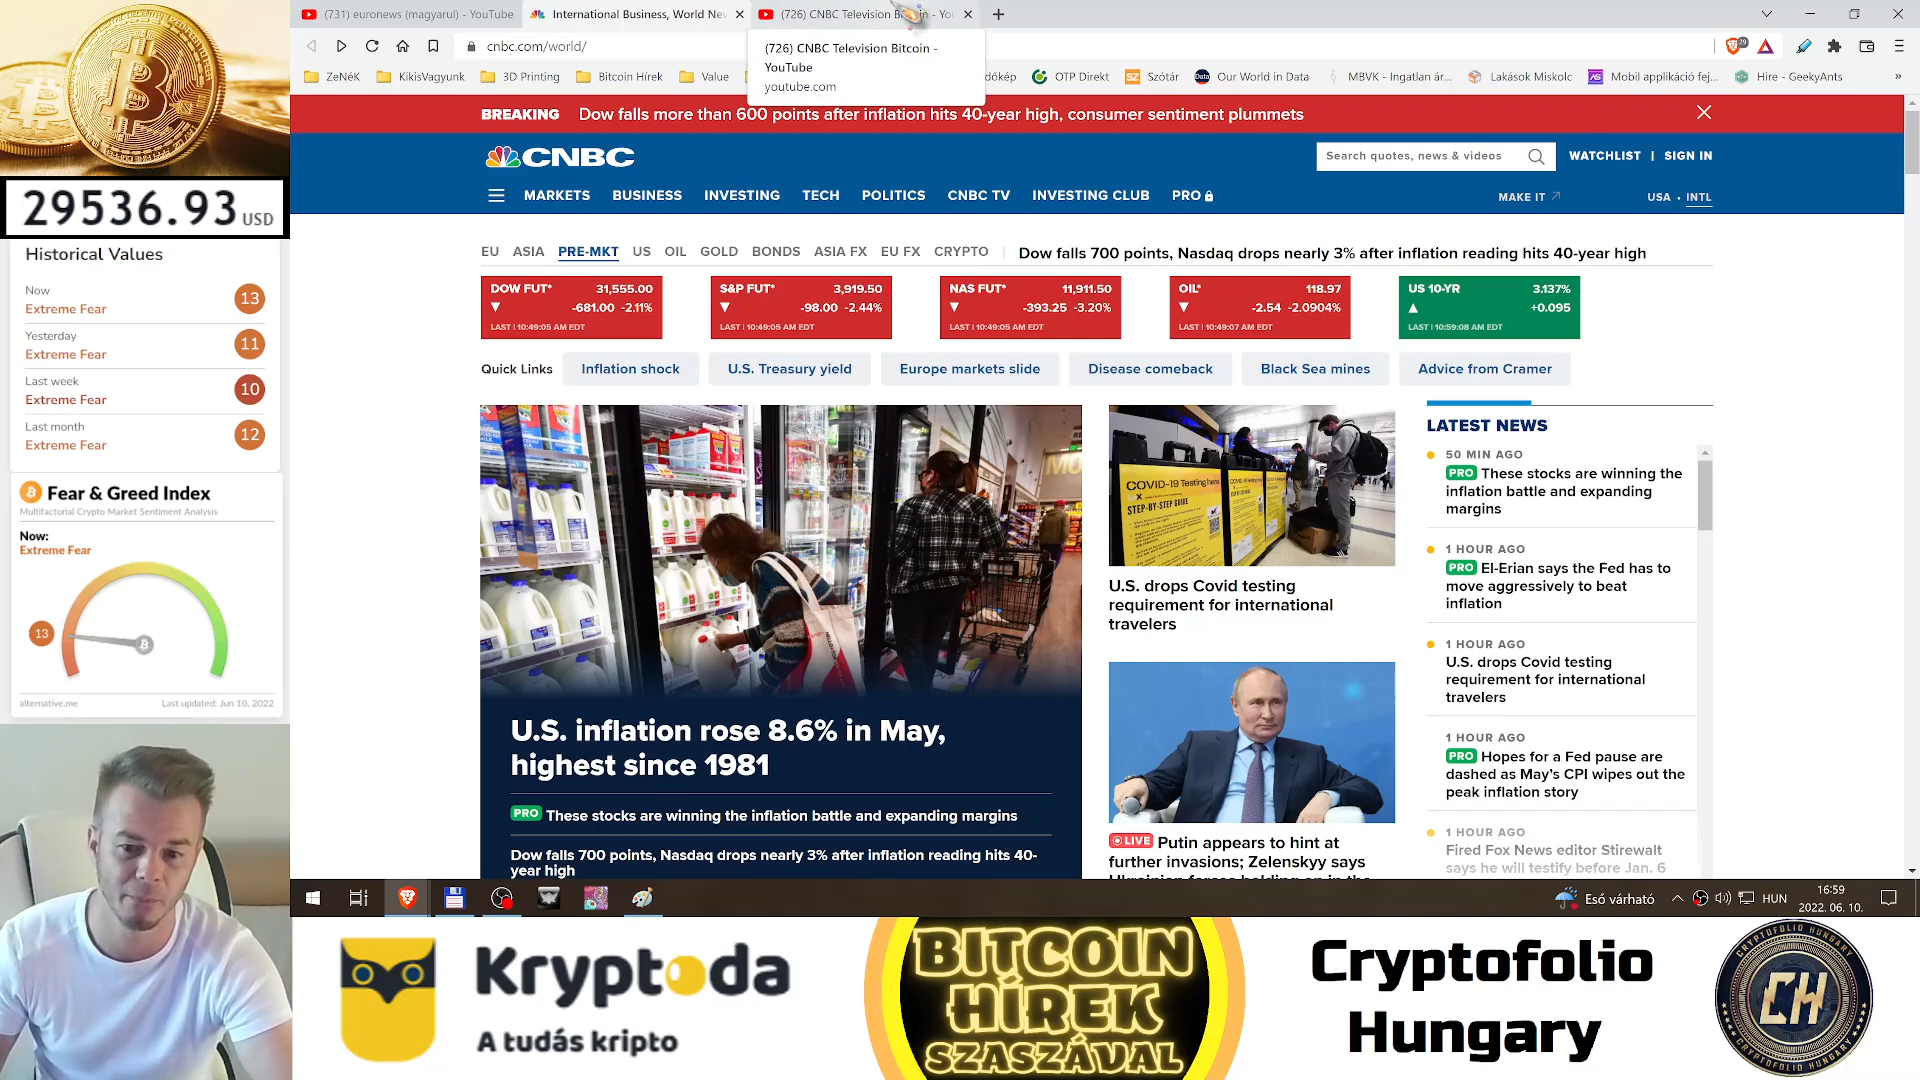 (731) euronews (magyarul) - YouTube
International Business, World Ne
(726) CNBC Television Bitcoin - Yo
cnbc.com/world/
(726) CNBC Television Bitcoin -
YouTube
youtube.com
ZeNéK
KikisVagyunk
3D Printing
Bitcoin Hírek
Value
dőkép
OTP Direkt
Szótár
Our World in Data
MBVK - Ingatlan ár...
Lakások Miskolc
Mobil applikáció fej...
Hire - GeekyAnts
BREAKING Dow falls more than 600 points after inflation hits 40-year high, consumer sentiment plummets
CNBC
Search quotes, news & videos
WATCHLIST | SIGN IN
MARKETS BUSINESS INVESTING TECH POLITICS CNBC TV INVESTING CLUB PRO
MAKE IT
USA • INTL
EU ASIA PRE-MKT US OIL GOLD BONDS ASIA FX EU FX CRYPTO
Dow falls 700 points, Nasdaq drops nearly 3% after inflation reading hits 40-year high
DOW FUT* 31,555.00
-681.00 -2.11%
LAST | 10:49:05 AM EDT
S&P FUT* 3,919.50
-98.00 -2.44%
LAST | 10:49:05 AM EDT
NAS FUT* 11,911.50
-393.25 -3.20%
LAST | 10:49:05 AM EDT
OIL* 118.97
-2.54 -2.0904%
LAST | 10:49:07 AM EDT
US 10-YR 3.137%
+0.095
LAST | 10:59:08 AM EDT
Quick Links
Inflation shock
U.S. Treasury yield
Europe markets slide
Disease comeback
Black Sea mines
Advice from Cramer
U.S. inflation rose 8.6% in May,
highest since 1981
PRO These stocks are winning the inflation battle and expanding margins
Dow falls 700 points, Nasdaq drops nearly 3% after inflation reading hits 40-
year high
COVID-19 Testing here
STEP-BY-STEP GUIDE
U.S. drops Covid testing
requirement for international
travelers
LIVE Putin appears to hint at
further invasions; Zelenskyy says
LATEST NEWS
50 MIN AGO
PRO These stocks are winning the
inflation battle and expanding
margins
1 HOUR AGO
PRO El-Erian says the Fed has to
move aggressively to beat
inflation
1 HOUR AGO
U.S. drops Covid testing
requirement for international
travelers
1 HOUR AGO
PRO Hopes for a Fed pause are
dashed as May's CPI wipes out the
peak inflation story
1 HOUR AGO
Fired Fox News editor Stirewalt
says he will testify before Jan. 6
29536.93 USD
Historical Values
Now
Extreme Fear
13
Yesterday
Extreme Fear
11
Last week
Extreme Fear
10
Last month
Extreme Fear
12
Fear & Greed Index
Multifactorial Crypto Market Sentiment Analysis
Now:
Extreme Fear
13
alternative.me
Last updated: Jun 10, 2022
Eső várható
HUN
16:59
2022. 06. 10.
Kryptoda
A tudás kripto
BITCOIN
HÍREK
SZASZÁVAL
Cryptofolio
Hungary
CRYPTOFOLIO HUNGARY
CH
CRYPTOFOLIO HUNGARY